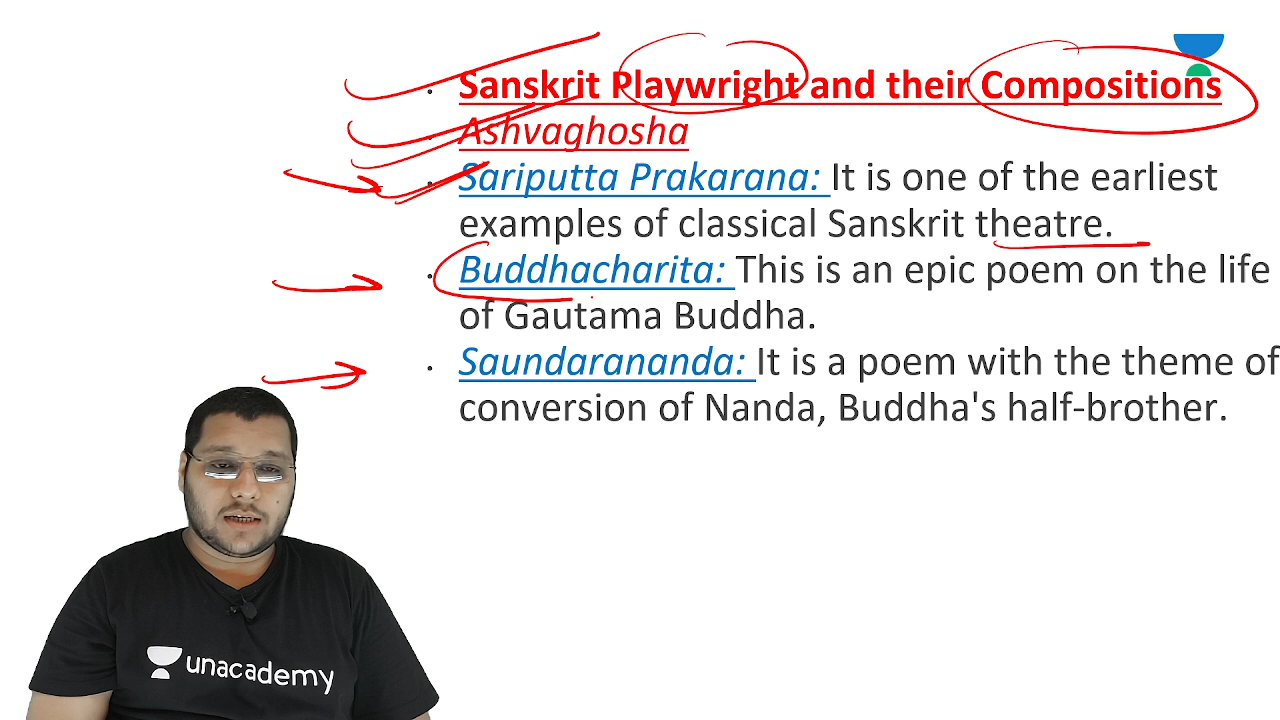 • Sanskrit Playwright and their Compositions
• Ashvaghosha
• Sariputta Prakarana: It is one of the earliest
examples of classical Sanskrit theatre.
• Buddhacharita: This is an epic poem on the life
of Gautama Buddha.
• Saundarananda: It is a poem with the theme of
conversion of Nanda, Buddha's half-brother.
unacademy